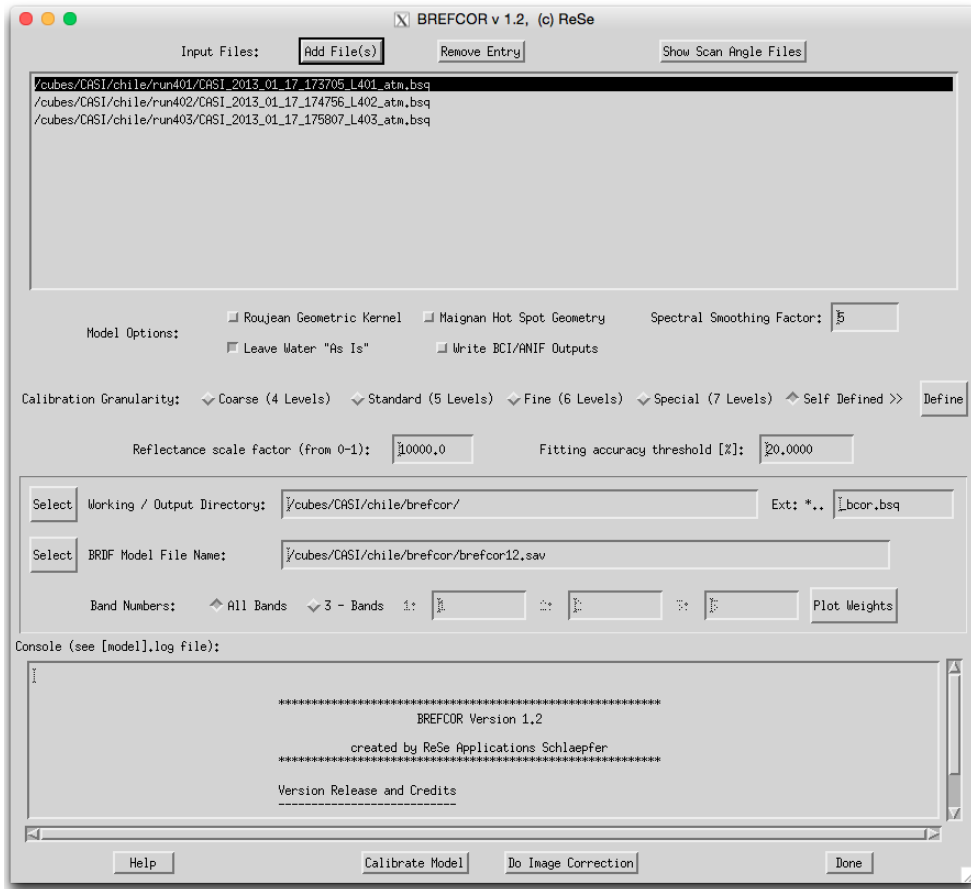 BREFCOR v 1.2, (c) ReSe
Input Files: Add File(s) Remove Entry Show Scan Angle Files
/cubes/CASI/chile/run401/CASI_2013_01_17_173705_L401_atm.bsq
/cubes/CASI/chile/run402/CASI_2013_01_17_174756_L402_atm.bsq
/cubes/CASI/chile/run403/CASI_2013_01_17_175807_L403_atm.bsq
Model Options: Roujean Geometric Kernel Maignan Hot Spot Geometry Spectral Smoothing Factor: 5
Leave Water "As Is" Write BCI/ANIF Outputs
Calibration Granularity: Coarse (4 Levels) Standard (5 Levels) Fine (6 Levels) Special (7 Levels) Self Defined >> Define
Reflectance scale factor (from 0-1): 10000.0 Fitting accuracy threshold [%]: 20.0000
Select Working / Output Directory: /cubes/CASI/chile/brefcor/ Ext: *.. _bcor.bsq
Select BRDF Model File Name: /cubes/CASI/chile/brefcor/brefcor12.sav
Band Numbers: All Bands 3 - Bands 1: 2: 3: Plot Weights
Console (see [model].log file):
******************************************************
BREFCOR Version 1.2
created by ReSe Applications Schlaepfer
******************************************************
Version Release and Credits
-------------------------
Help Calibrate Model Do Image Correction Done